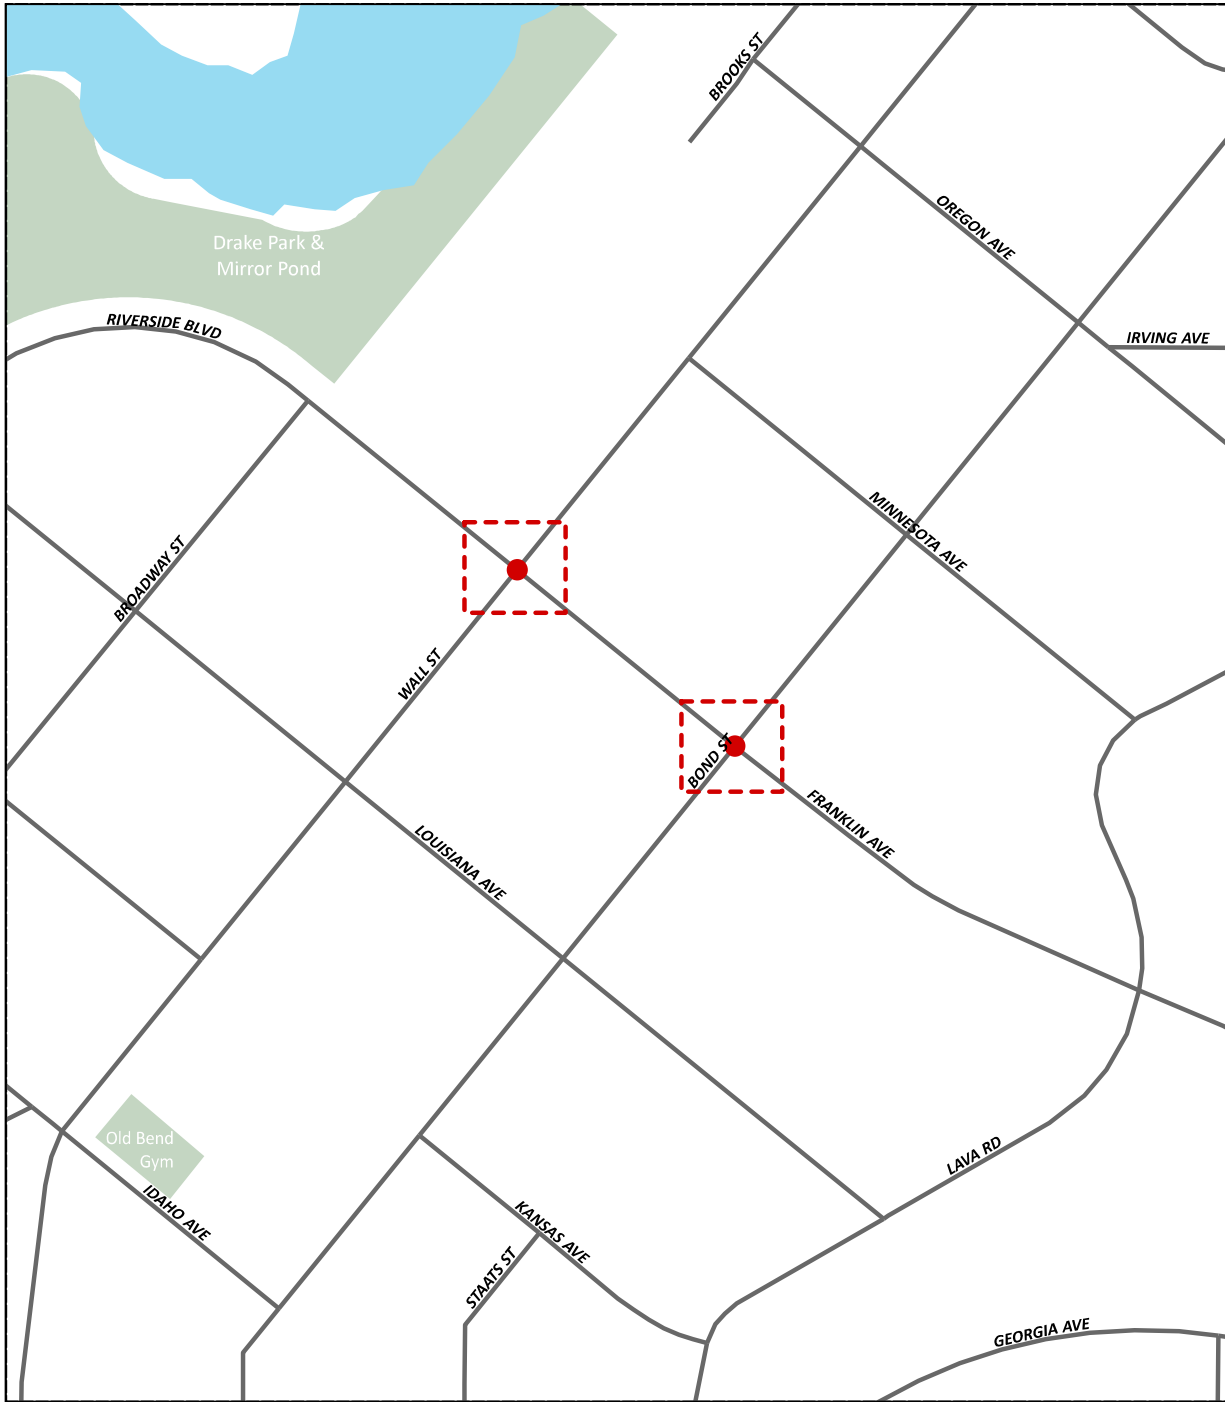 BROOKS ST
OREGON AVE
Drake Park &
Mirror Pond
RIVERSIDE BLVD
IRVING AVE
MINNESOTA AVE
BROADWAY ST
WALL ST
BOND ST
FRANKLIN AVE
LOUISIANA AVE
Old Bend
Gym
LAVA RD
IDAHO AVE
KANSAS AVE
STAATS ST
GEORGIA AVE